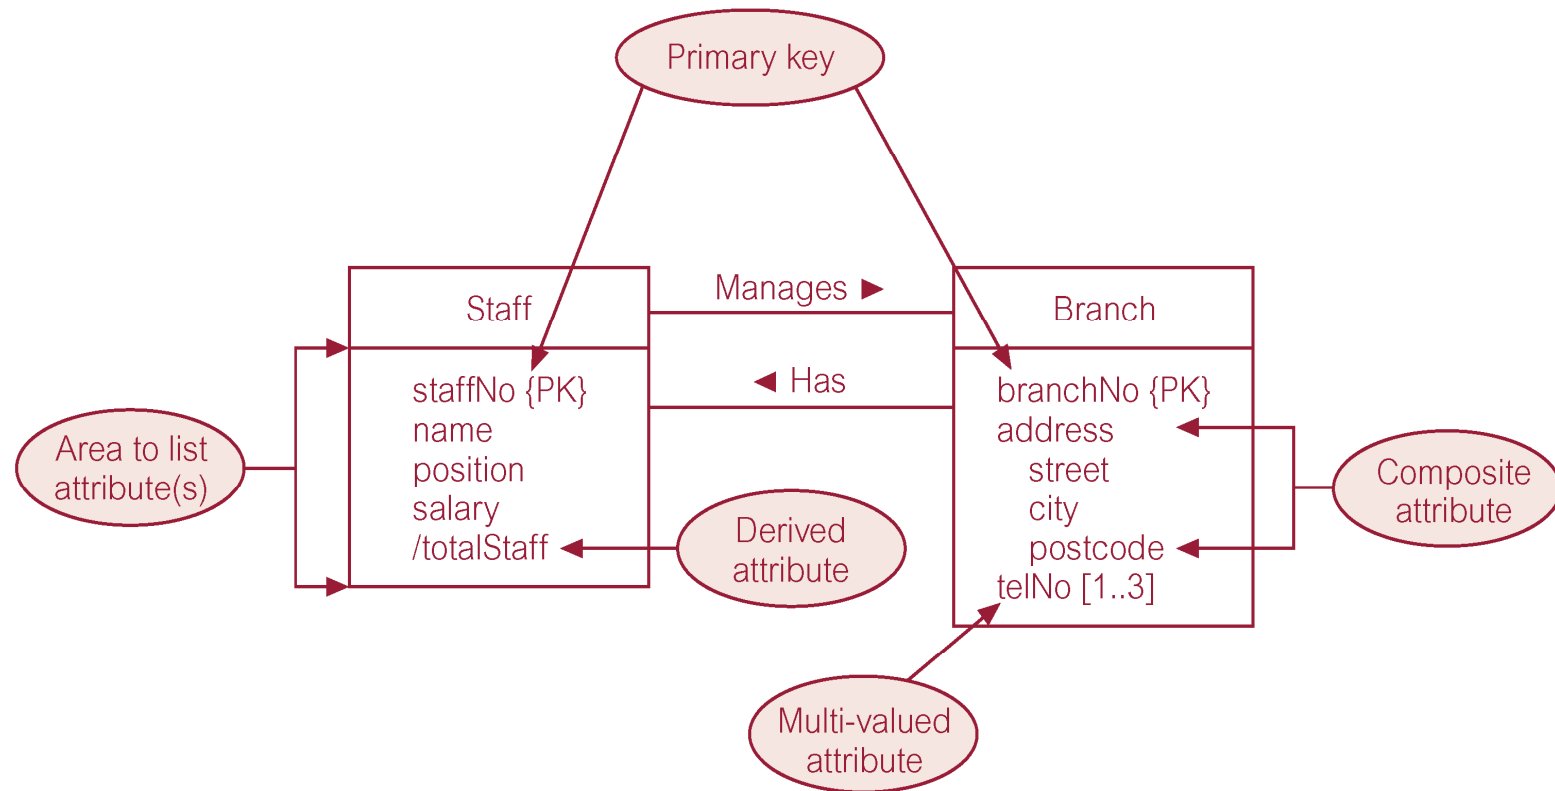 Primary key
Staff
Manages ►
Branch
◄ Has
staffNo {PK}
name
position
salary
/totalStaff
branchNo {PK}
address
street
city
postcode
telNo [1..3]
Area to list
attribute(s)
Derived
attribute
Composite
attribute
Multi-valued
attribute